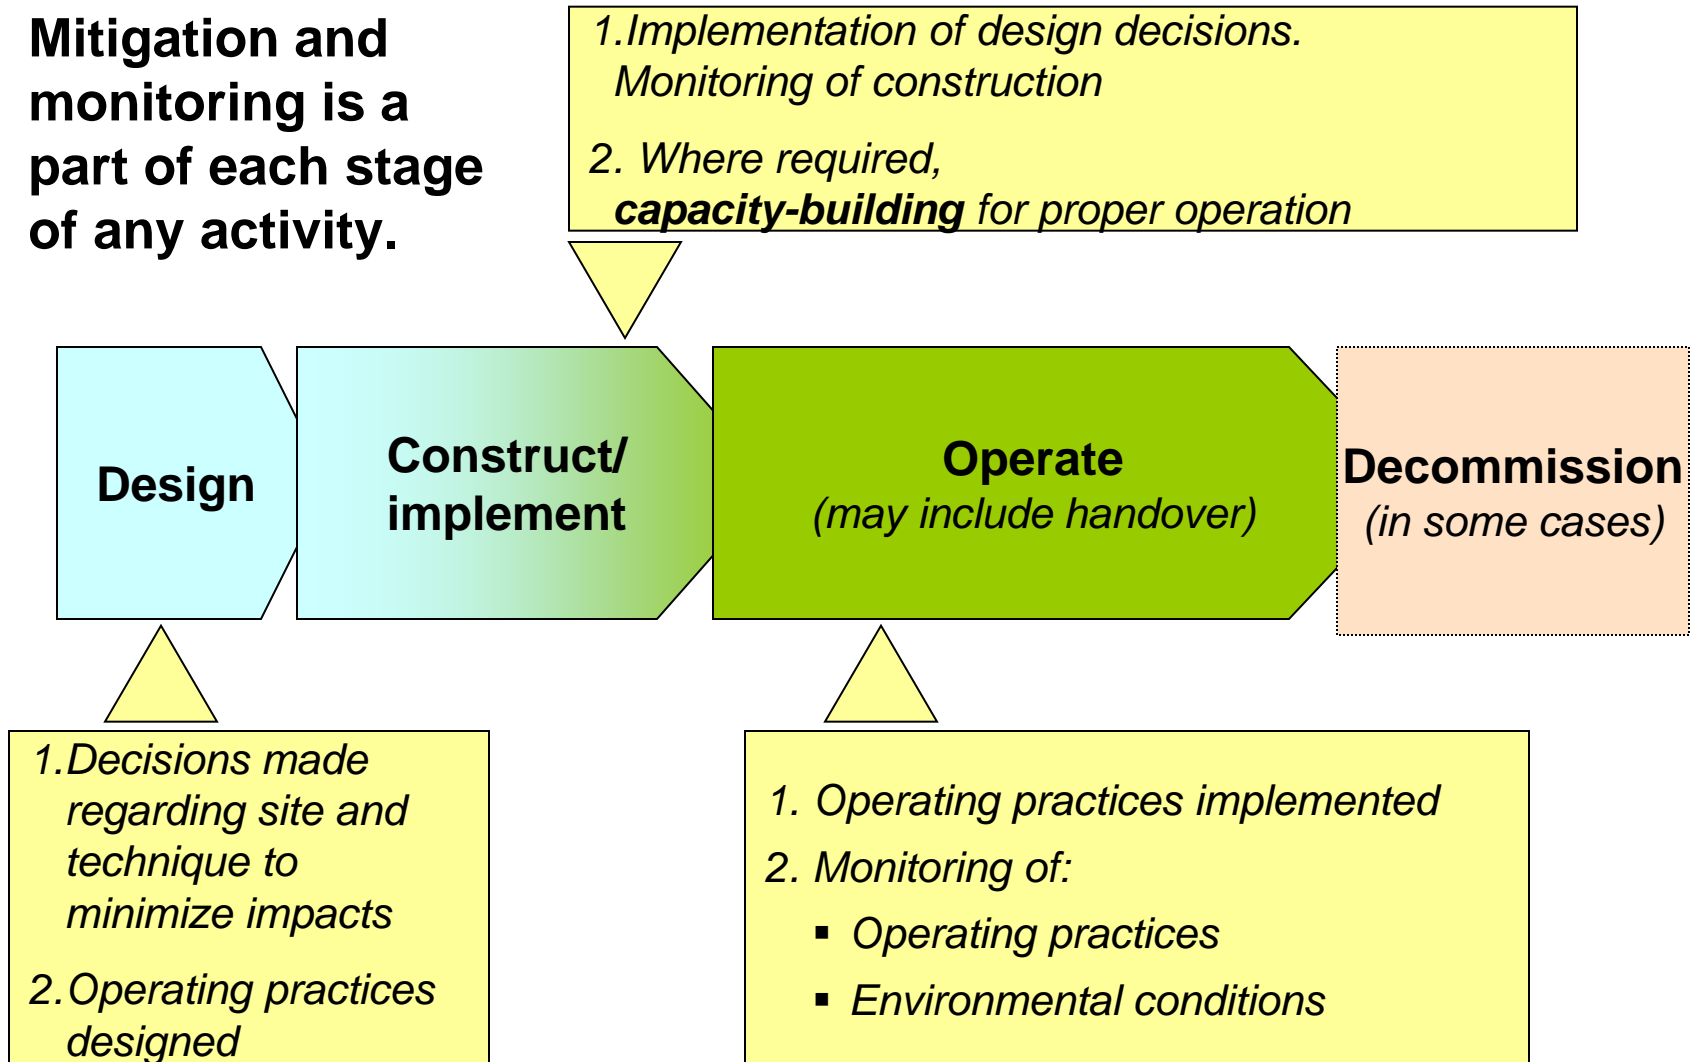 Mitigation and
monitoring is a
part of each stage
of any activity.
1.Implementation of design decisions.
Monitoring of construction
2. Where required,
capacity-building for proper operation
Design
Construct/
implement
Operate
(may include handover)
Decommission
(in some cases)
1.Decisions made
regarding site and
technique to
minimize impacts
2.Operating practices
designed
1. Operating practices implemented
2. Monitoring of:
▪ Operating practices
▪ Environmental conditions